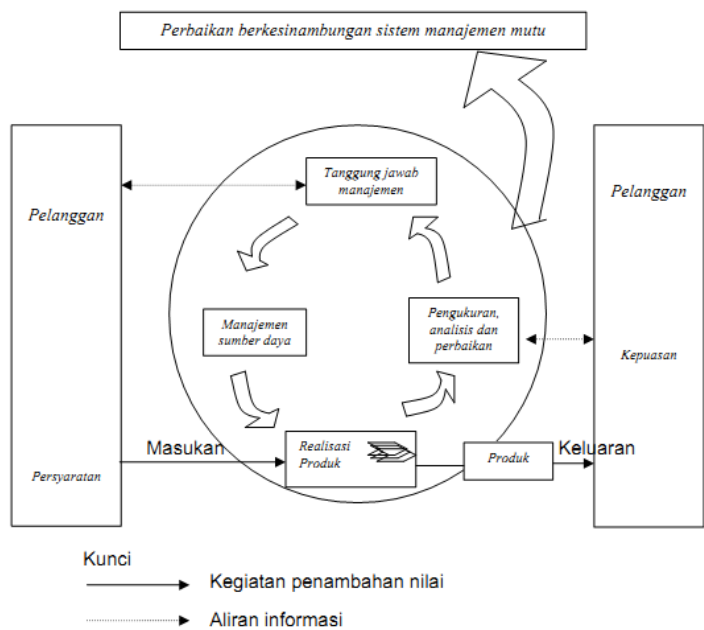 Perbaikan berkesinambungan sistem manajemen mutu
Tanggung jawab
manajemen
Pelanggan
Pelanggan
Manajemen
sumber daya
Pengukuran,
analisis dan
perbaikan
Kepuasan
Masukan
Realisasi
Produk
Produk
Keluaran
Persyaratan
Kunci
Kegiatan penambahan nilai
Aliran informasi